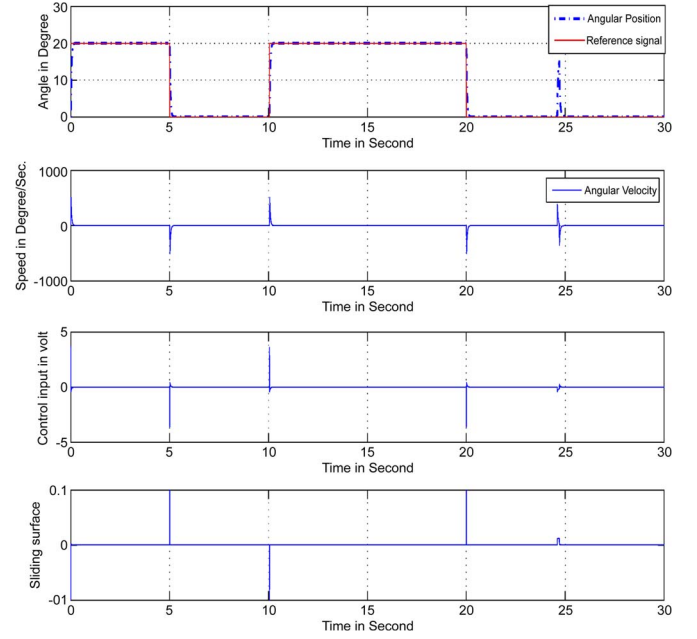 30
20
10
0
Angle in Degree
Angular Position
Reference signal
0 5 10 15 20 25 30
Time in Second
1000
0
-1000
Speed in Degree/Sec.
Angular Velocity
0 5 10 15 20 25 30
Time in Second
5
0
-5
Control input in volt
0 5 10 15 20 25 30
Time in Second
0.1
0
-01
Sliding surface
0 5 10 15 20 25 30
Time in Second